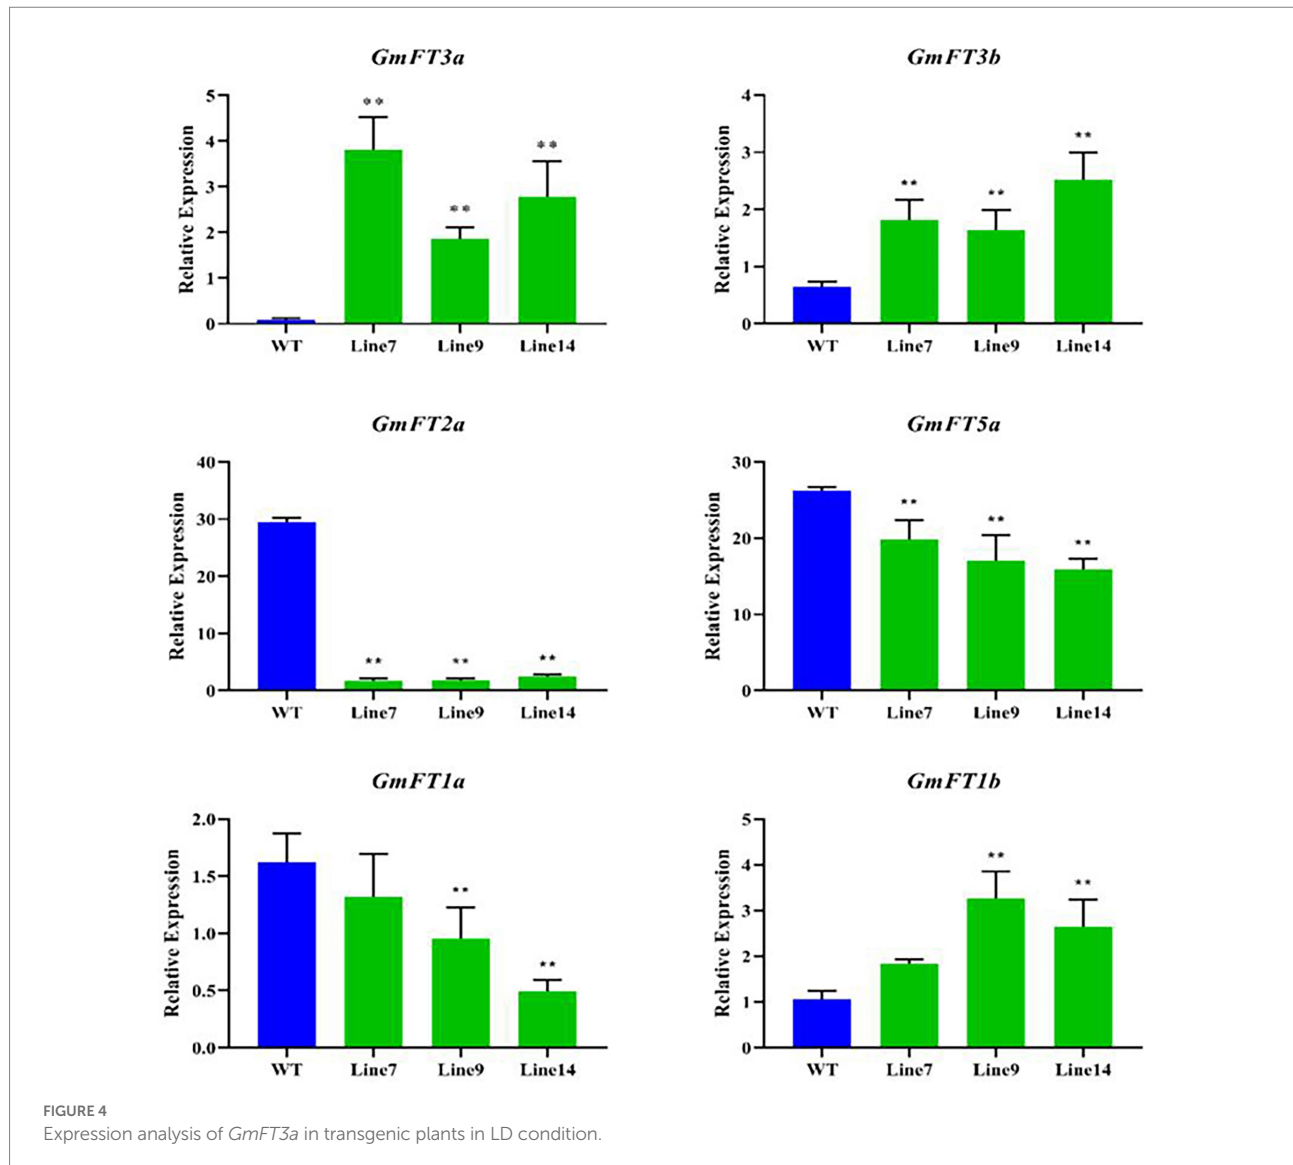 GmFT3a
GmFT3b
Relative Expression
5
4
3
2
1
0
**
**
**
WT Line7 Line9 Line14
Relative Expression
4
3
2
1
0
**
**
**
WT Line7 Line9 Line14
GmFT2a
GmFT5a
Relative Expression
40
30
20
10
0
**
**
**
WT Line7 Line9 Line14
Relative Expression
30
20
10
0
**
**
**
WT Line7 Line9 Line14
GmFT1a
GmFT1b
Relative Expression
2.0
1.5
1.0
0.5
0.0
**
**
WT Line7 Line9 Line14
Relative Expression
5
4
3
2
1
0
**
**
WT Line7 Line9 Line14
FIGURE 4
Expression analysis of GmFT3a in transgenic plants in LD condition.